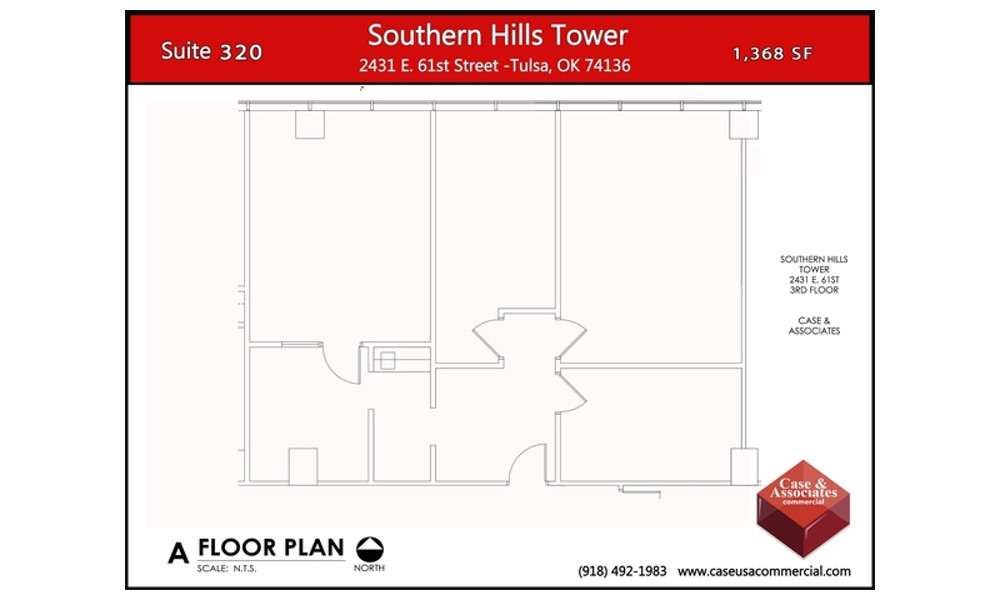 Suite 320
Southern Hills Tower
2431 E. 61st Street -Tulsa, OK 74136
1,368 SF
SOUTHERN HILLS
TOWER
2431 E. 61ST
3RD FLOOR
CASE &
ASSOCIATES
Case &
Associates
commercial
A FLOOR PLAN
SCALE: N.T.S.
NORTH
(918) 492-1983 www.caseusacommercial.com